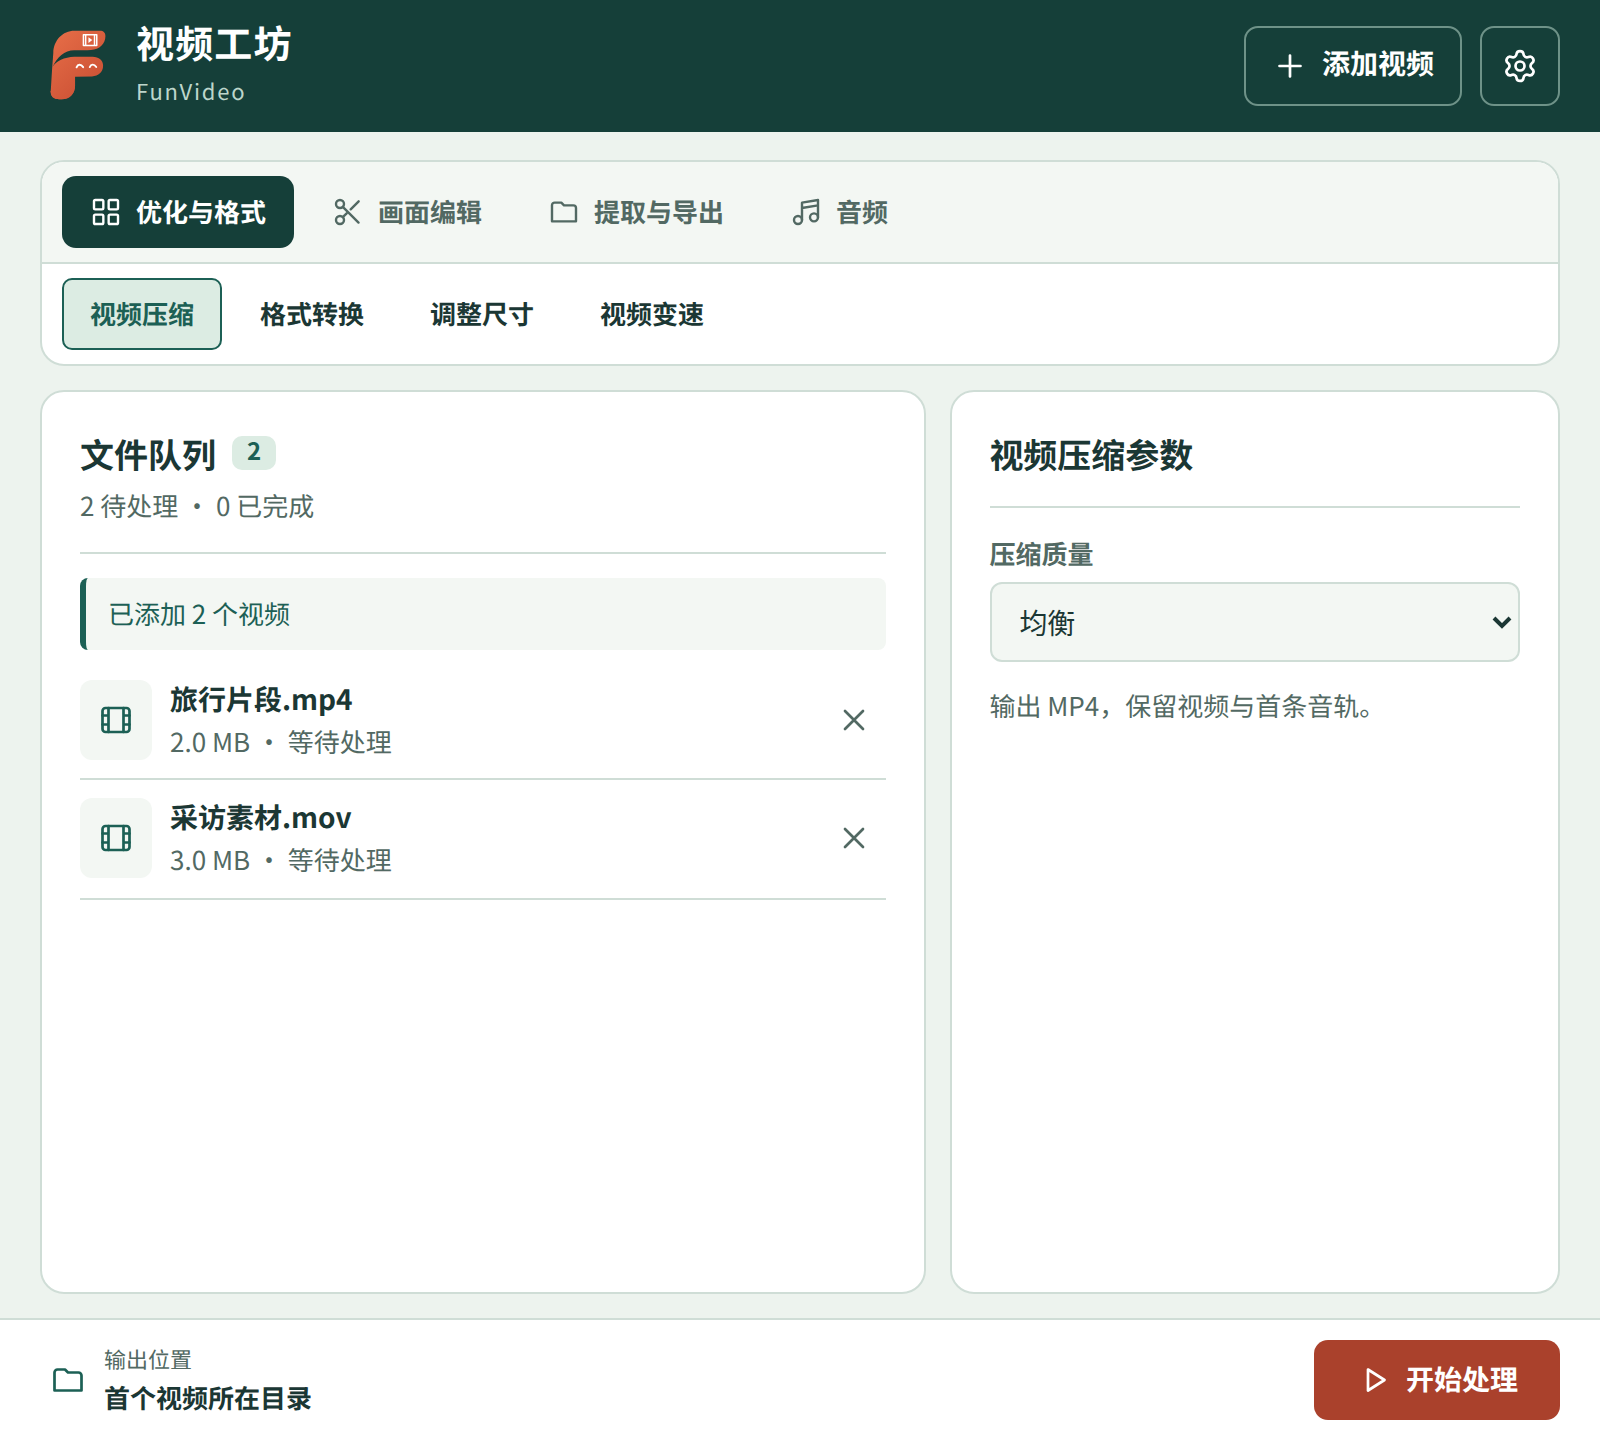 视频工坊
FunVideo
添加视频
优化与格式
画面编辑
提取与导出
音频
视频压缩
格式转换
调整尺寸
视频变速
文件队列 2
2 待处理 • 0 已完成
已添加 2 个视频
旅行片段.mp4
2.0 MB • 等待处理
采访素材.mov
3.0 MB • 等待处理
视频压缩参数
压缩质量
均衡
输出 MP4，保留视频与首条音轨。
输出位置
首个视频所在目录
开始处理